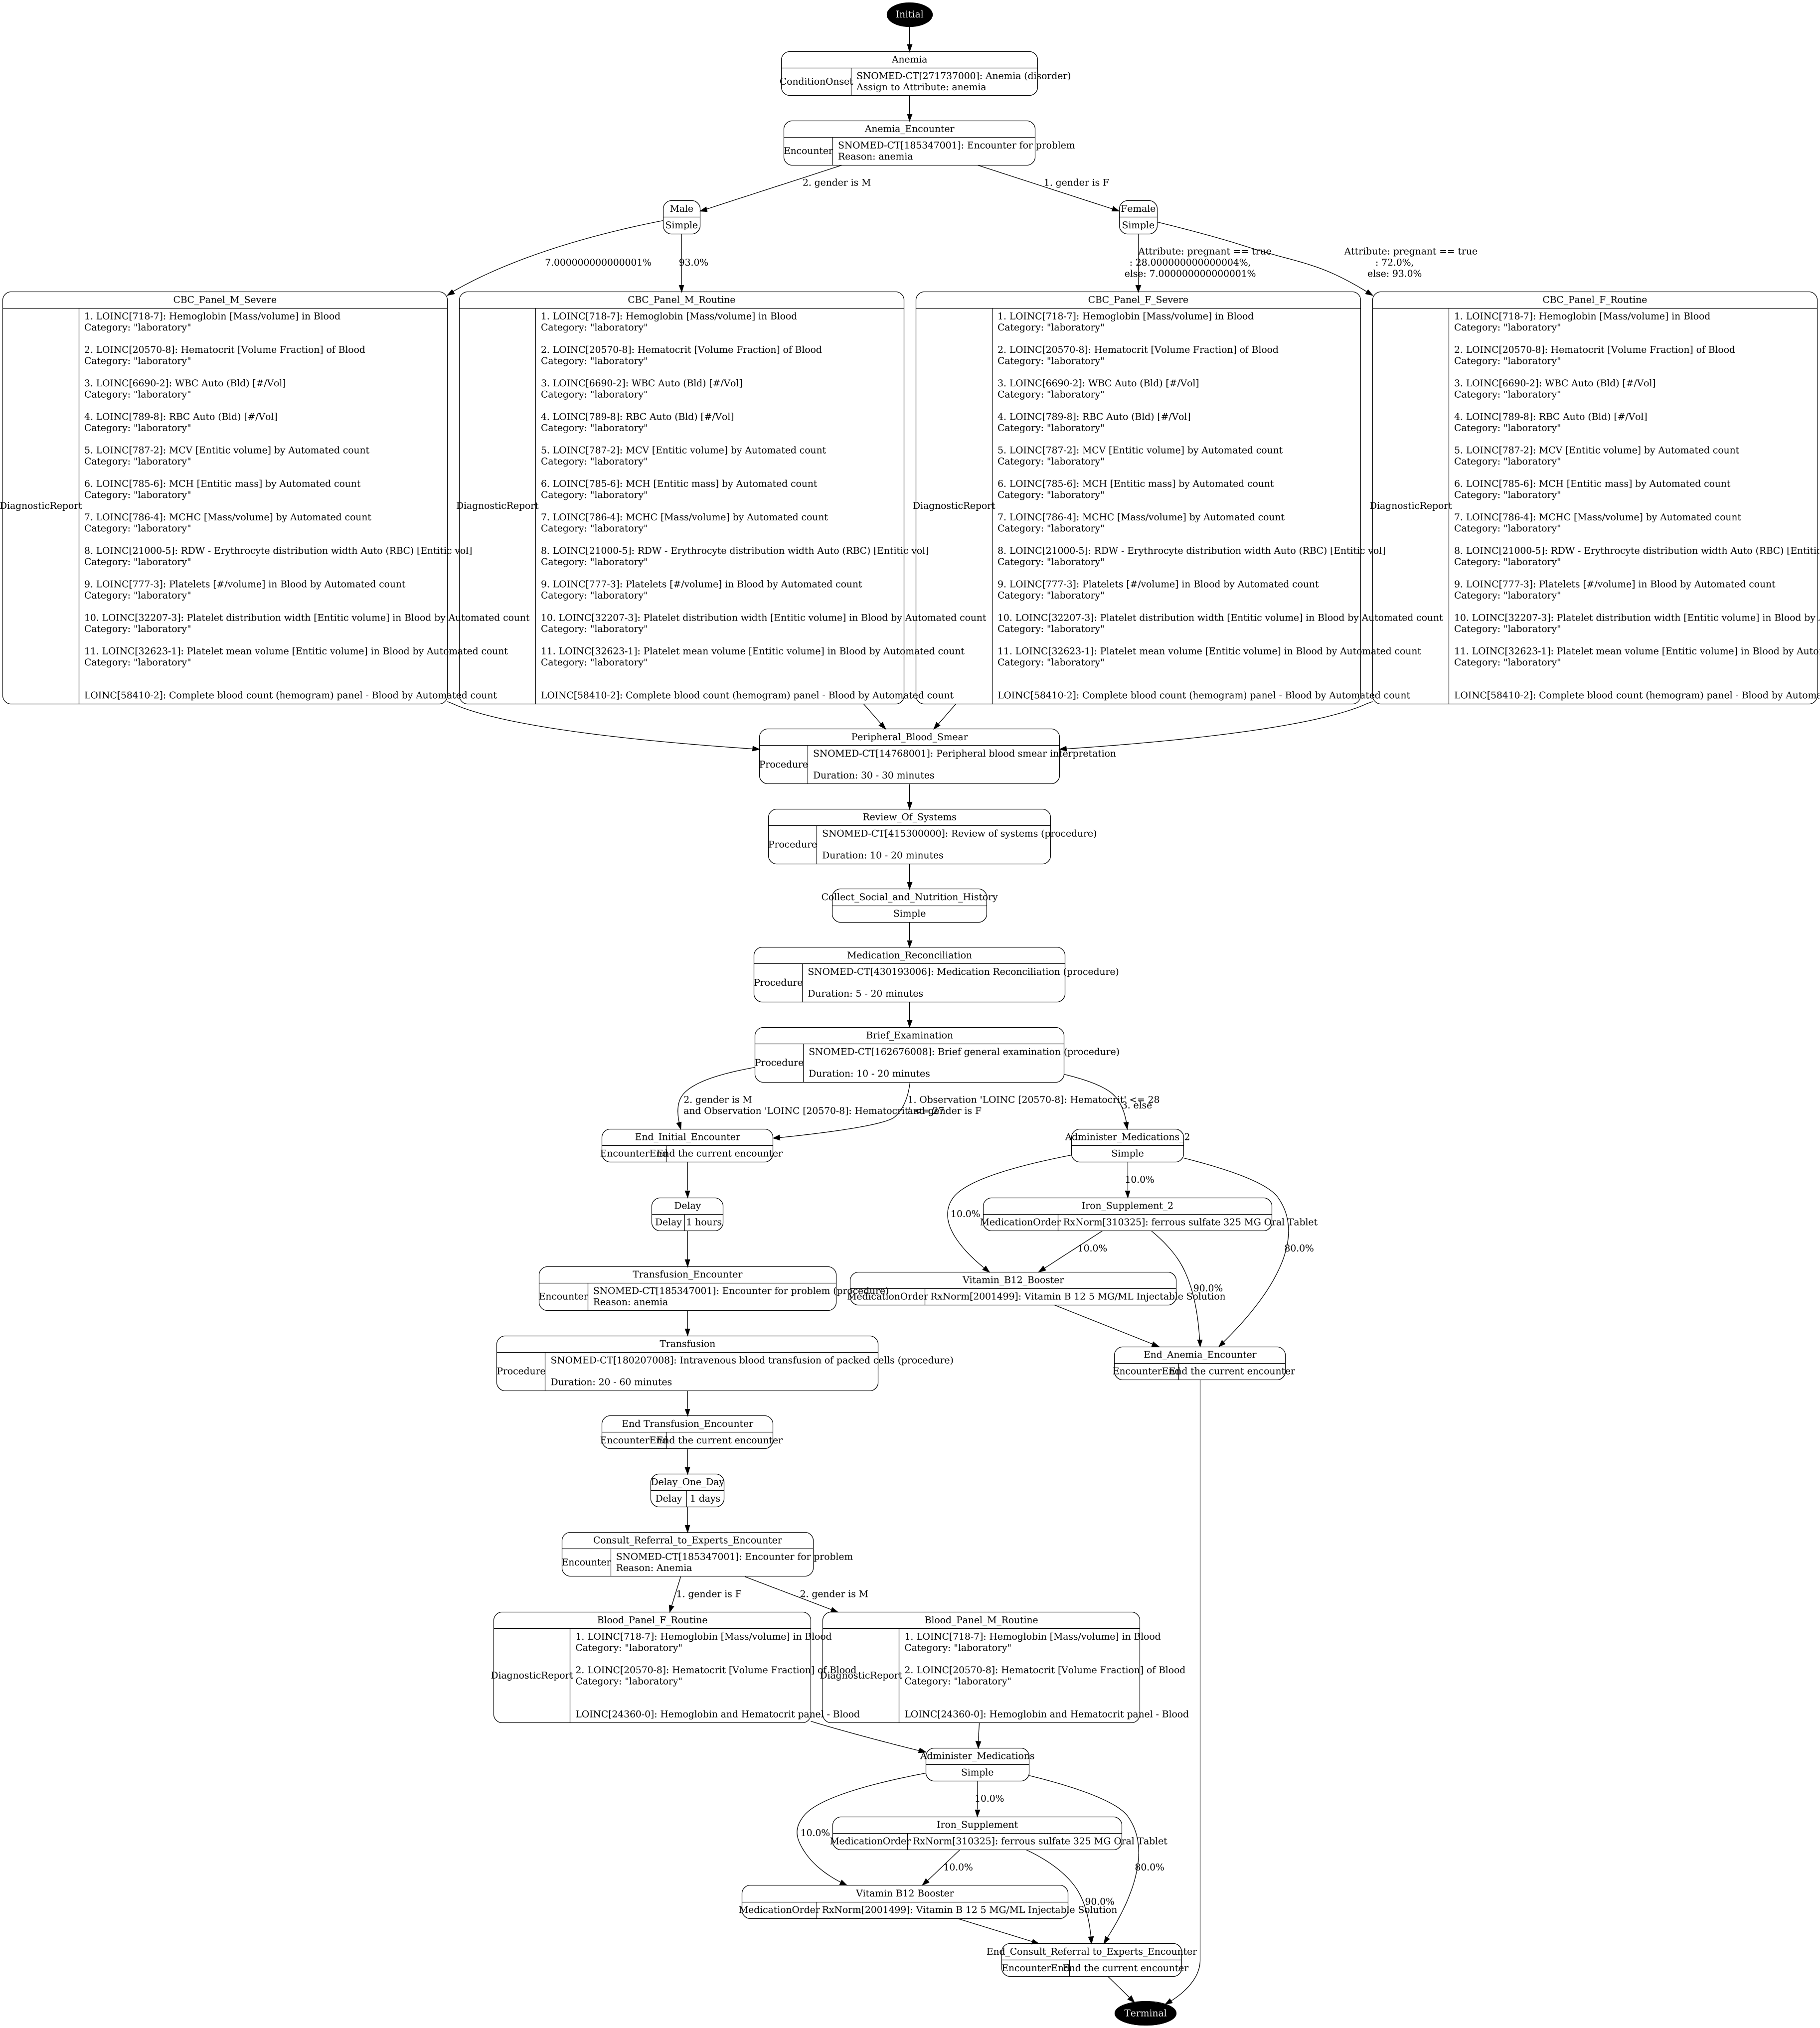 Initial
Anemia
ConditionOnset
SNOMED-CT[271737000]: Anemia (disorder)
Assign to Attribute: anemia
Anemia_Encounter
Encounter
SNOMED-CT[185347001]: Encounter for problem
Reason: anemia
2. gender is M
1. gender is F
Male
Simple
Female
Simple
7.000000000000001%
93.0%
Attribute: pregnant == true
: 28.000000000000004%,
else: 7.000000000000001%
Attribute: pregnant == true
: 72.0%,
else: 93.0%
CBC_Panel_M_Severe
DiagnosticReport
1. LOINC[718-7]: Hemoglobin [Mass/volume] in Blood
Category: "laboratory"
2. LOINC[20570-8]: Hematocrit [Volume Fraction] of Blood
Category: "laboratory"
3. LOINC[6690-2]: WBC Auto (Bld) [#/Vol]
Category: "laboratory"
4. LOINC[789-8]: RBC Auto (Bld) [#/Vol]
Category: "laboratory"
5. LOINC[787-2]: MCV [Entitic volume] by Automated count
Category: "laboratory"
6. LOINC[785-6]: MCH [Entitic mass] by Automated count
Category: "laboratory"
7. LOINC[786-4]: MCHC [Mass/volume] by Automated count
Category: "laboratory"
8. LOINC[21000-5]: RDW - Erythrocyte distribution width Auto (RBC) [Entitic vol]
Category: "laboratory"
9. LOINC[777-3]: Platelets [#/volume] in Blood by Automated count
Category: "laboratory"
10. LOINC[32207-3]: Platelet distribution width [Entitic volume] in Blood by Automated count
Category: "laboratory"
11. LOINC[32623-1]: Platelet mean volume [Entitic volume] in Blood by Automated count
Category: "laboratory"
LOINC[58410-2]: Complete blood count (hemogram) panel - Blood by Automated count
CBC_Panel_M_Routine
DiagnosticReport
1. LOINC[718-7]: Hemoglobin [Mass/volume] in Blood
Category: "laboratory"
2. LOINC[20570-8]: Hematocrit [Volume Fraction] of Blood
Category: "laboratory"
3. LOINC[6690-2]: WBC Auto (Bld) [#/Vol]
Category: "laboratory"
4. LOINC[789-8]: RBC Auto (Bld) [#/Vol]
Category: "laboratory"
5. LOINC[787-2]: MCV [Entitic volume] by Automated count
Category: "laboratory"
6. LOINC[785-6]: MCH [Entitic mass] by Automated count
Category: "laboratory"
7. LOINC[786-4]: MCHC [Mass/volume] by Automated count
Category: "laboratory"
8. LOINC[21000-5]: RDW - Erythrocyte distribution width Auto (RBC) [Entitic vol]
Category: "laboratory"
9. LOINC[777-3]: Platelets [#/volume] in Blood by Automated count
Category: "laboratory"
10. LOINC[32207-3]: Platelet distribution width [Entitic volume] in Blood by Automated count
Category: "laboratory"
11. LOINC[32623-1]: Platelet mean volume [Entitic volume] in Blood by Automated count
Category: "laboratory"
LOINC[58410-2]: Complete blood count (hemogram) panel - Blood by Automated count
CBC_Panel_F_Severe
DiagnosticReport
1. LOINC[718-7]: Hemoglobin [Mass/volume] in Blood
Category: "laboratory"
2. LOINC[20570-8]: Hematocrit [Volume Fraction] of Blood
Category: "laboratory"
3. LOINC[6690-2]: WBC Auto (Bld) [#/Vol]
Category: "laboratory"
4. LOINC[789-8]: RBC Auto (Bld) [#/Vol]
Category: "laboratory"
5. LOINC[787-2]: MCV [Entitic volume] by Automated count
Category: "laboratory"
6. LOINC[785-6]: MCH [Entitic mass] by Automated count
Category: "laboratory"
7. LOINC[786-4]: MCHC [Mass/volume] by Automated count
Category: "laboratory"
8. LOINC[21000-5]: RDW - Erythrocyte distribution width Auto (RBC) [Entitic vol]
Category: "laboratory"
9. LOINC[777-3]: Platelets [#/volume] in Blood by Automated count
Category: "laboratory"
10. LOINC[32207-3]: Platelet distribution width [Entitic volume] in Blood by Automated count
Category: "laboratory"
11. LOINC[32623-1]: Platelet mean volume [Entitic volume] in Blood by Automated count
Category: "laboratory"
LOINC[58410-2]: Complete blood count (hemogram) panel - Blood by Automated count
CBC_Panel_F_Routine
DiagnosticReport
1. LOINC[718-7]: Hemoglobin [Mass/volume] in Blood
Category: "laboratory"
2. LOINC[20570-8]: Hematocrit [Volume Fraction] of Blood
Category: "laboratory"
3. LOINC[6690-2]: WBC Auto (Bld) [#/Vol]
Category: "laboratory"
4. LOINC[789-8]: RBC Auto (Bld) [#/Vol]
Category: "laboratory"
5. LOINC[787-2]: MCV [Entitic volume] by Automated count
Category: "laboratory"
6. LOINC[785-6]: MCH [Entitic mass] by Automated count
Category: "laboratory"
7. LOINC[786-4]: MCHC [Mass/volume] by Automated count
Category: "laboratory"
8. LOINC[21000-5]: RDW - Erythrocyte distribution width Auto (RBC)
Category: "laboratory"
9. LOINC[777-3]: Platelets [#/volume] in Blood by Automated count
Category: "laboratory"
10. LOINC[32207-3]: Platelet distribution width [Entitic volume] in Blood by
Category: "laboratory"
11. LOINC[32623-1]: Platelet mean volume [Entitic volume] in Blood by
Category: "laboratory"
LOINC[58410-2]: Complete blood count (hemogram) panel - Blood by
Peripheral_Blood_Smear
Procedure
SNOMED-CT[14768001]: Peripheral blood smear interpretation
Duration: 30 - 30 minutes
Review_Of_Systems
Procedure
SNOMED-CT[415300000]: Review of systems (procedure)
Duration: 10 - 20 minutes
Collect_Social_and_Nutrition_History
Simple
Medication_Reconciliation
Procedure
SNOMED-CT[430193006]: Medication Reconciliation (procedure)
Duration: 5 - 20 minutes
Brief_Examination
Procedure
SNOMED-CT[162676008]: Brief general examination (procedure)
Duration: 10 - 20 minutes
2. gender is M
and Observation 'LOINC [20570-8]: Hematocrit' <= 27
1. Observation 'LOINC [20570-8]: Hematocrit' <= 28
and gender is F
3. else
End_Initial_Encounter
EncounterEnd
End the current encounter
Administer_Medications_2
Simple
Delay
Delay
1 hours
10.0%
10.0%
80.0%
Iron_Supplement_2
MedicationOrder
RxNorm[310325]: ferrous sulfate 325 MG Oral Tablet
10.0%
90.0%
Transfusion_Encounter
Encounter
SNOMED-CT[185347001]: Encounter for problem (procedure)
Reason: anemia
Vitamin_B12_Booster
MedicationOrder
RxNorm[2001499]: Vitamin B 12 5 MG/ML Injectable Solution
Transfusion
Procedure
SNOMED-CT[180207008]: Intravenous blood transfusion of packed cells (procedure)
Duration: 20 - 60 minutes
End_Anemia_Encounter
EncounterEnd
End the current encounter
End Transfusion_Encounter
EncounterEnd
End the current encounter
Delay_One_Day
Delay
1 days
Consult_Referral_to_Experts_Encounter
Encounter
SNOMED-CT[185347001]: Encounter for problem
Reason: Anemia
1. gender is F
2. gender is M
Blood_Panel_F_Routine
DiagnosticReport
1. LOINC[718-7]: Hemoglobin [Mass/volume] in Blood
Category: "laboratory"
2. LOINC[20570-8]: Hematocrit [Volume Fraction] of Blood
Category: "laboratory"
LOINC[24360-0]: Hemoglobin and Hematocrit panel - Blood
Blood_Panel_M_Routine
DiagnosticReport
1. LOINC[718-7]: Hemoglobin [Mass/volume] in Blood
Category: "laboratory"
2. LOINC[20570-8]: Hematocrit [Volume Fraction] of Blood
Category: "laboratory"
LOINC[24360-0]: Hemoglobin and Hematocrit panel - Blood
Administer_Medications
Simple
10.0%
10.0%
80.0%
Iron_Supplement
MedicationOrder
RxNorm[310325]: ferrous sulfate 325 MG Oral Tablet
10.0%
90.0%
Vitamin B12 Booster
MedicationOrder
RxNorm[2001499]: Vitamin B 12 5 MG/ML Injectable Solution
End_Consult_Referral to_Experts_Encounter
EncounterEnd
End the current encounter
Terminal